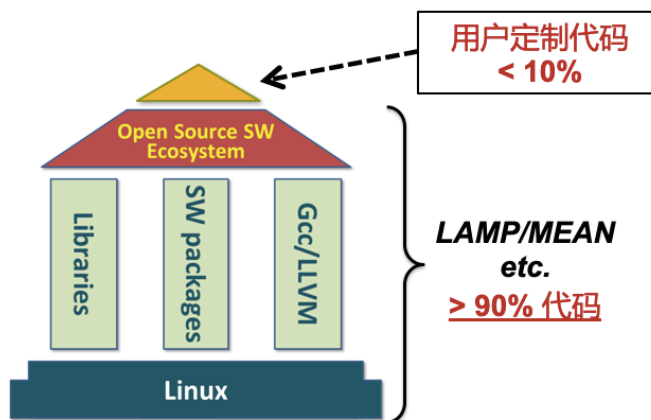 用户定制代码
< 10%
Open Source SW
Ecosystem
Libraries
SW packages
Gcc/LLVM
LAMP/MEAN
etc.
> 90% 代码
Linux